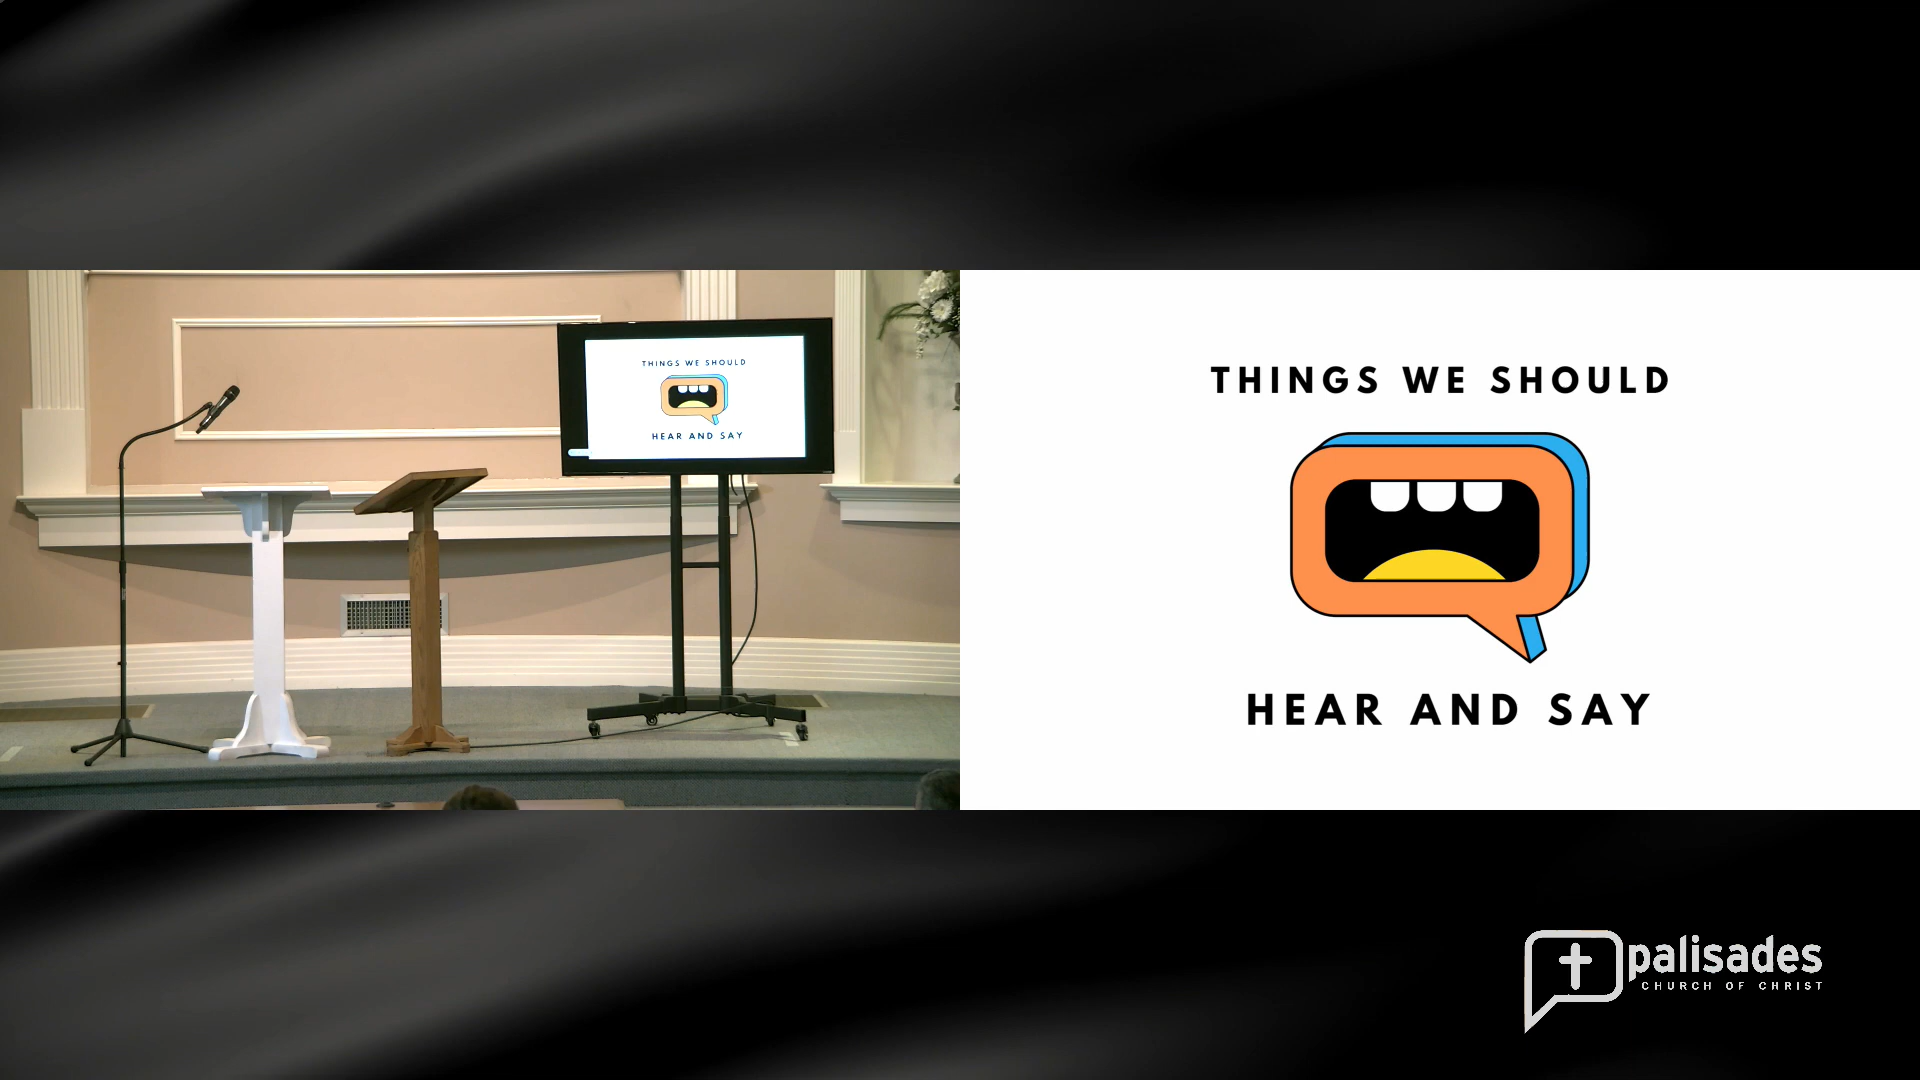 THINGS WE SHOULD
HEAR AND SAY
THINGS WE SHOULD
HEAR AND SAY
palisades
CHURCH OF CHRIST